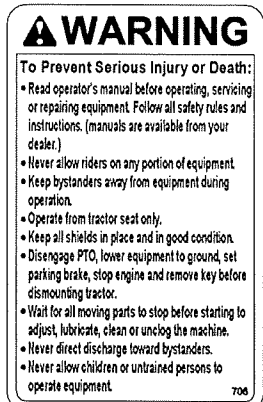 ⚠ WARNING
To Prevent Serious Injury or Death:
• Read operator's manual before operating, servicing
or repairing equipment. Follow all safety rules and
instructions. (manuals are available from your
dealer.)
• Never allow riders on any portion of equipment.
• Keep bystanders away from equipment during
operation.
• Operate from tractor seat only.
• Keep all shields in place and in good condition.
• Disengage PTO, lower equipment to ground, set
parking brake, stop engine and remove key before
dismounting tractor.
• Wait for all moving parts to stop before starting to
adjust, lubricate, clean or unclog the machine.
• Never direct discharge toward bystanders.
• Never allow children or untrained persons to
operate equipment.
706